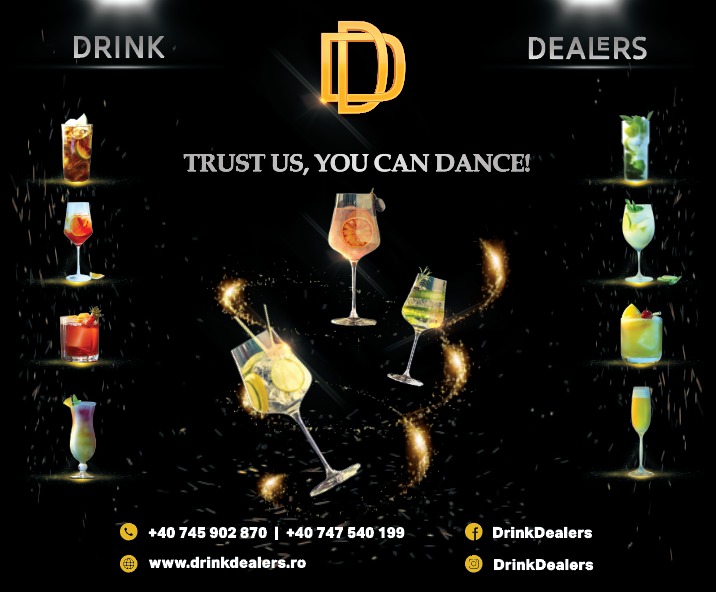 DRINK
DD
DEALERS
TRUST US, YOU CAN DANCE!
+40 745 902 870 | +40 747 540 199
DrinkDealers
www.drinkdealers.ro
DrinkDealers